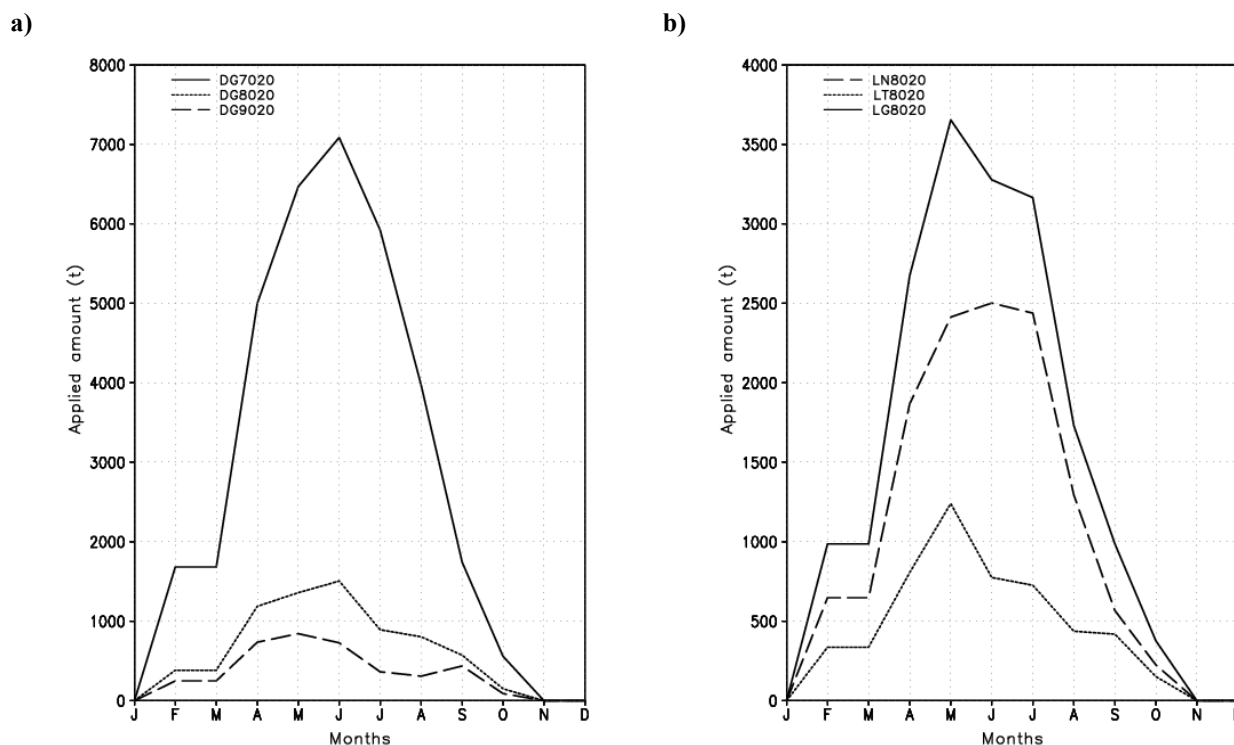 a)
8000
7000
6000
5000
4000
3000
2000
1000
0
Applied amount (t)
DG7020
DG8020
DG9020
J F M A M J J A S O N D
Months
b)
4000
3500
3000
2500
2000
1500
1000
500
0
Applied amount (t)
LN8020
LT8020
LG8020
J F M A M J J A S O N
Months